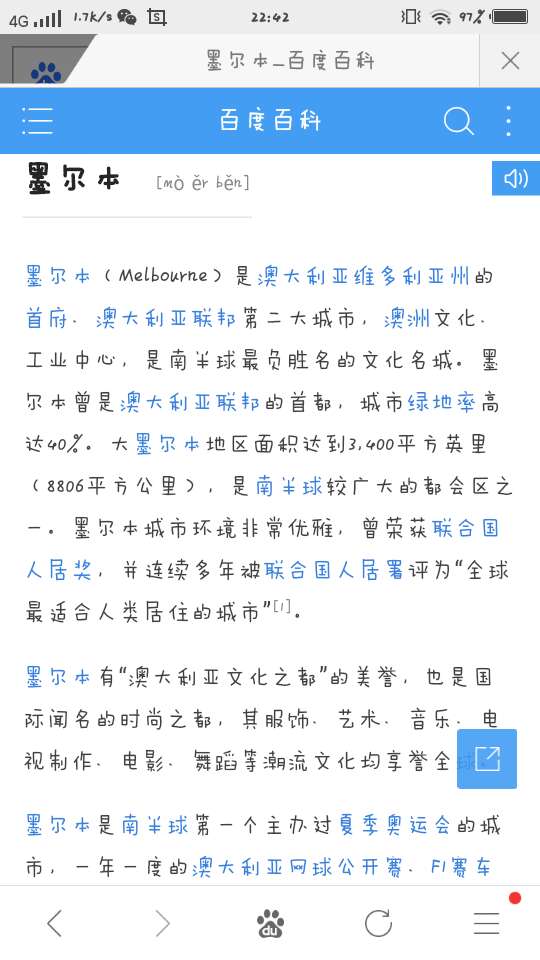 4G 1.7K/s 22:42 97%
墨尔本_百度百科
百度百科
墨尔本 [mò ěr běn]
墨尔本（Melbourne）是澳大利亚维多利亚州的
首府、澳大利亚联邦第二大城市，澳洲文化、
工业中心，是南半球最负胜名的文化名城。墨
尔本曾是澳大利亚联邦的首都，城市绿地率高
达40%。大墨尔本地区面积达到3,400平方英里
（8806平方公里），是南半球较广大的都会区之
一。墨尔本城市环境非常优雅，曾荣获联合国
人居奖，并连续多年被联合国人居署评为“全球
最适合人类居住的城市”[1]。
墨尔本有“澳大利亚文化之都”的美誉，也是国
际闻名的时尚之都，其服饰、艺术、音乐、电
视制作、电影、舞蹈等潮流文化均享誉全球。
墨尔本是南半球第一个主办过夏季奥运会的城
市，一年一度的澳大利亚网球公开赛、F1赛车
du